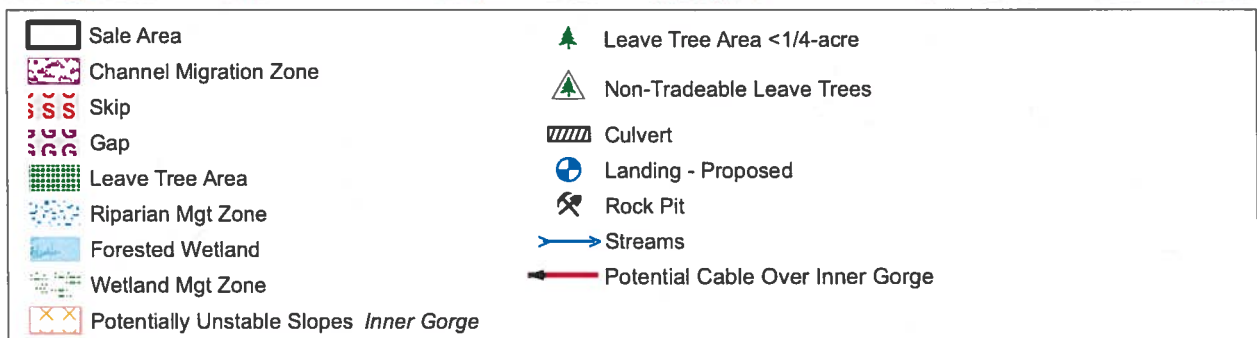 Sale Area
Channel Migration Zone
Skip
Gap
Leave Tree Area
Riparian Mgt Zone
Forested Wetland
Wetland Mgt Zone
Potentially Unstable Slopes Inner Gorge
Leave Tree Area <1/4-acre
Non-Tradeable Leave Trees
Culvert
Landing - Proposed
Rock Pit
Streams
Potential Cable Over Inner Gorge